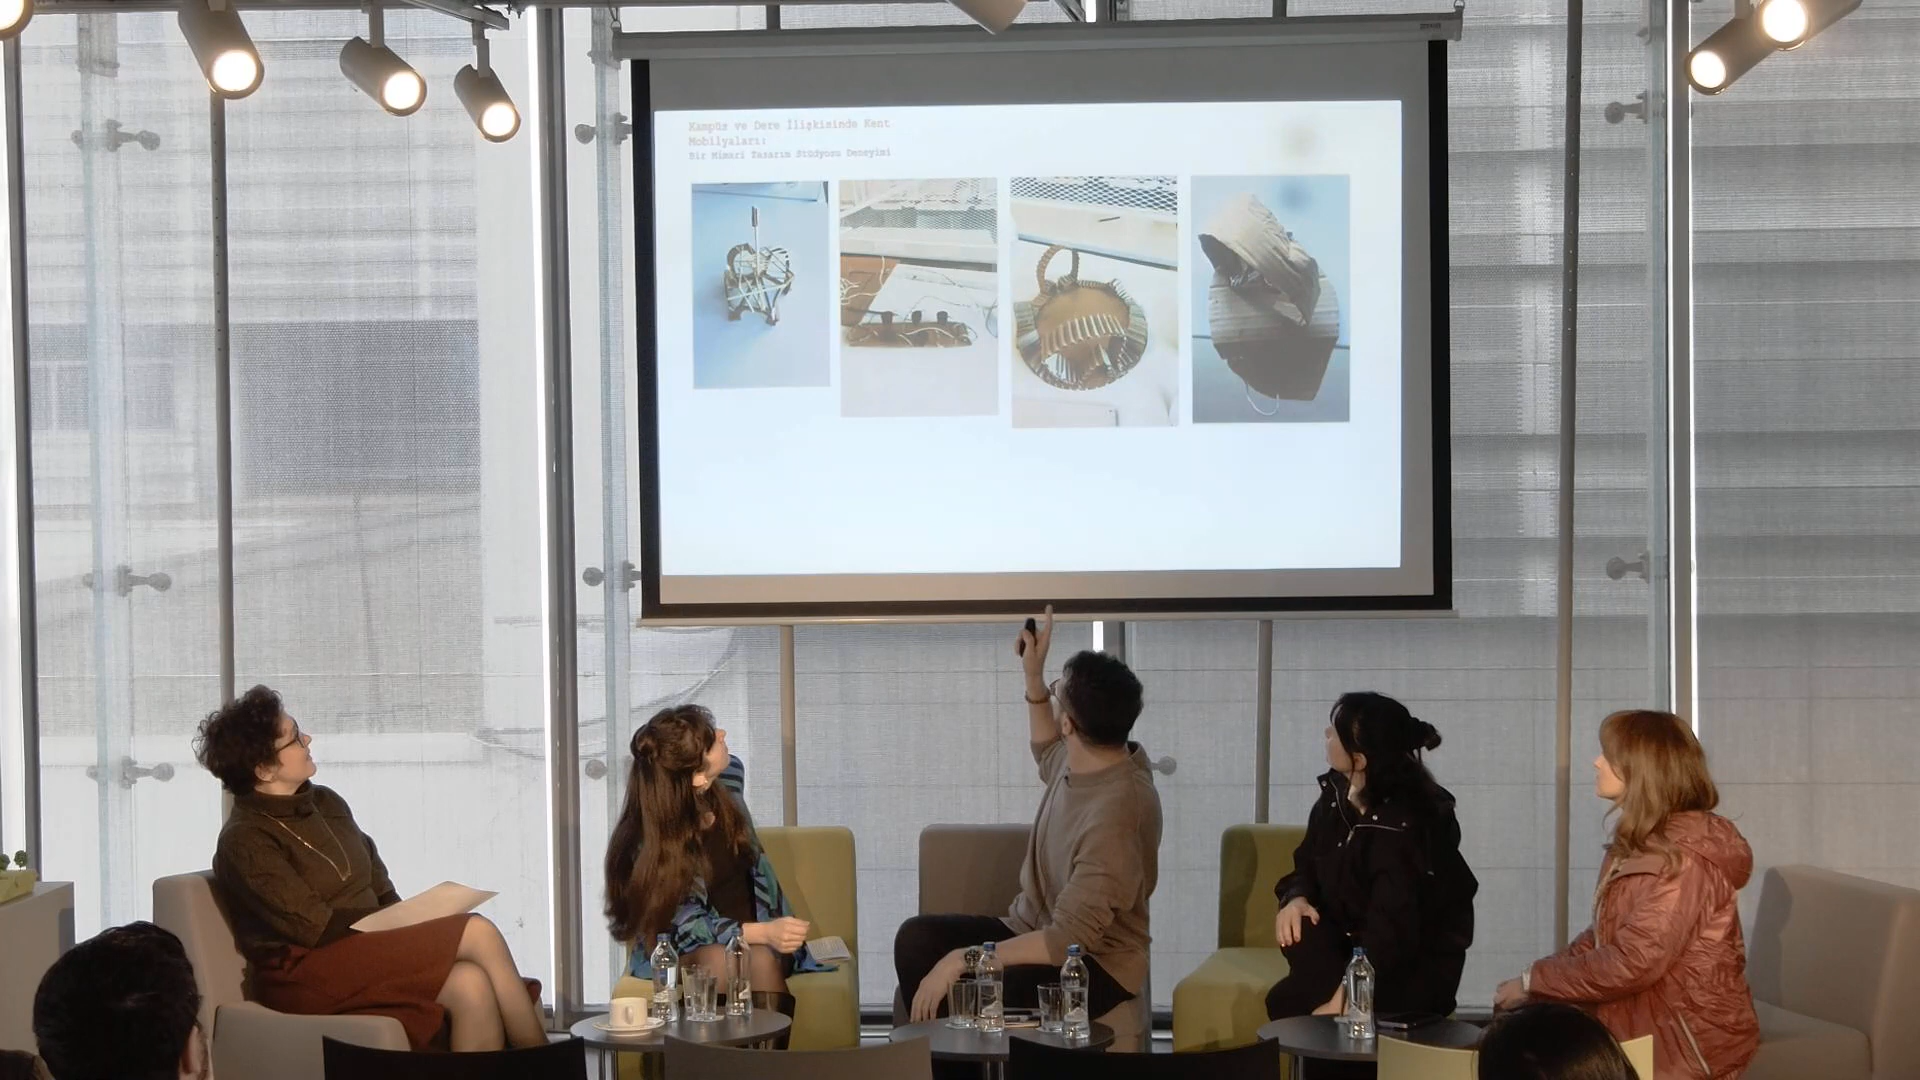 Kampüs ve Dere İlişkisinde Kent
Mobilyaları:
Bir Mimari Tasarım Stüdyosu Deneyimi